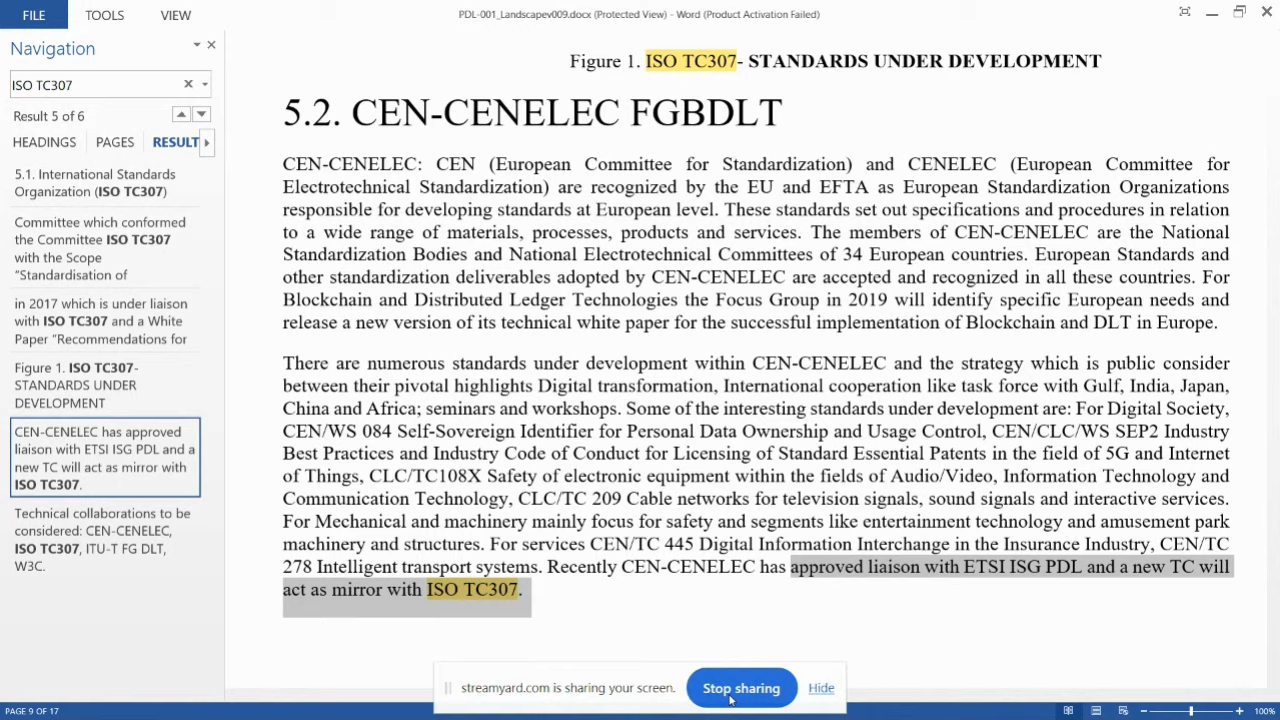 FILE TOOLS VIEW
PDL-001_Landscapev009.docx (Protected View) - Word (Product Activation Failed)
Navigation
ISO TC307
Result 5 of 6
HEADINGS PAGES RESULT
5.1. International Standards
Organization (ISO TC307)
Committee which conformed
the Committee ISO TC307
with the Scope
“Standardisation of
in 2017 which is under liaison
with ISO TC307 and a White
Paper “Recommendations for
Figure 1. ISO TC307-
STANDARDS UNDER
DEVELOPMENT
CEN-CENELEC has approved
liaison with ETSI ISG PDL and a
new TC will act as mirror with
ISO TC307.
Technical collaborations to be
considered: CEN-CENELEC,
ISO TC307, ITU-T FG DLT,
W3C.
Figure 1. ISO TC307- STANDARDS UNDER DEVELOPMENT
5.2. CEN-CENELEC FGBDLT
CEN-CENELEC: CEN (European Committee for Standardization) and CENELEC (European Committee for
Electrotechnical Standardization) are recognized by the EU and EFTA as European Standardization Organizations
responsible for developing standards at European level. These standards set out specifications and procedures in relation
to a wide range of materials, processes, products and services. The members of CEN-CENELEC are the National
Standardization Bodies and National Electrotechnical Committees of 34 European countries. European Standards and
other standardization deliverables adopted by CEN-CENELEC are accepted and recognized in all these countries. For
Blockchain and Distributed Ledger Technologies the Focus Group in 2019 will identify specific European needs and
release a new version of its technical white paper for the successful implementation of Blockchain and DLT in Europe.
There are numerous standards under development within CEN-CENELEC and the strategy which is public consider
between their pivotal highlights Digital transformation, International cooperation like task force with Gulf, India, Japan,
China and Africa; seminars and workshops. Some of the interesting standards under development are: For Digital Society,
CEN/WS 084 Self-Sovereign Identifier for Personal Data Ownership and Usage Control, CEN/CLC/WS SEP2 Industry
Best Practices and Industry Code of Conduct for Licensing of Standard Essential Patents in the field of 5G and Internet
of Things, CLC/TC108X Safety of electronic equipment within the fields of Audio/Video, Information Technology and
Communication Technology, CLC/TC 209 Cable networks for television signals, sound signals and interactive services.
For Mechanical and machinery mainly focus for safety and segments like entertainment technology and amusement park
machinery and structures. For services CEN/TC 445 Digital Information Interchange in the Insurance Industry, CEN/TC
278 Intelligent transport systems. Recently CEN-CENELEC has approved liaison with ETSI ISG PDL and a new TC will
act as mirror with ISO TC307.
streamyard.com is sharing your screen. Stop sharing Hide
PAGE 9 OF 17
100%